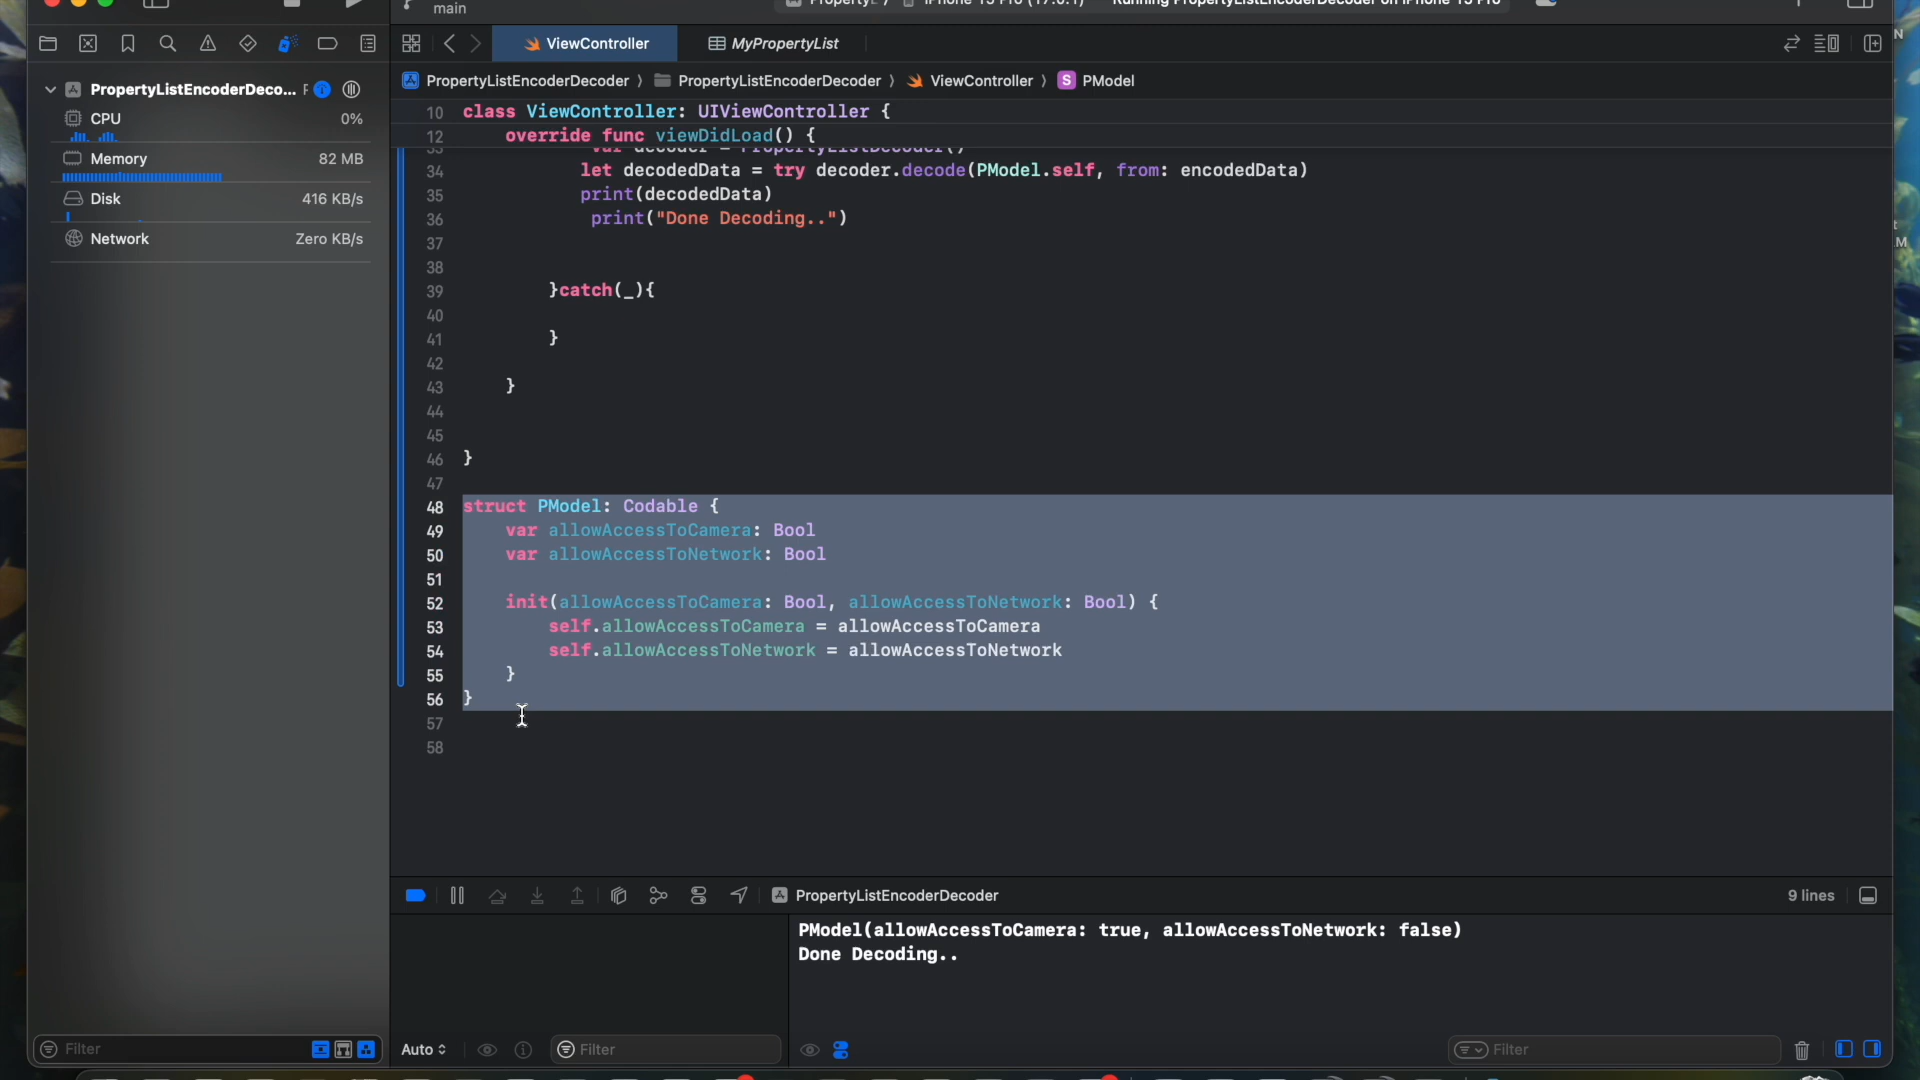 main
ViewController
MyPropertyList
PropertyListEncoderDecoder 〉 PropertyListEncoderDecoder 〉 ViewController 〉 S PModel
PropertyListEncoderDeco...
CPU 0%
Memory 82 MB
Disk 416 KB/s
Network Zero KB/s
10 class ViewController: UIViewController {
12 override func viewDidLoad() {
33 var decoder = PropertyListDecoder()
34 let decodedData = try decoder.decode(PModel.self, from: encodedData)
35 print(decodedData)
36 print("Done Decoding..")
37
38
39 }catch(_){
40
41 }
42
43 }
44
45
46 }
47
48 struct PModel: Codable {
49 var allowAccessToCamera: Bool
50 var allowAccessToNetwork: Bool
51
52 init(allowAccessToCamera: Bool, allowAccessToNetwork: Bool) {
53 self.allowAccessToCamera = allowAccessToCamera
54 self.allowAccessToNetwork = allowAccessToNetwork
55 }
56 }
57
58
PropertyListEncoderDecoder
9 lines
PModel(allowAccessToCamera: true, allowAccessToNetwork: false)
Done Decoding..
Filter
Auto
Filter
Filter